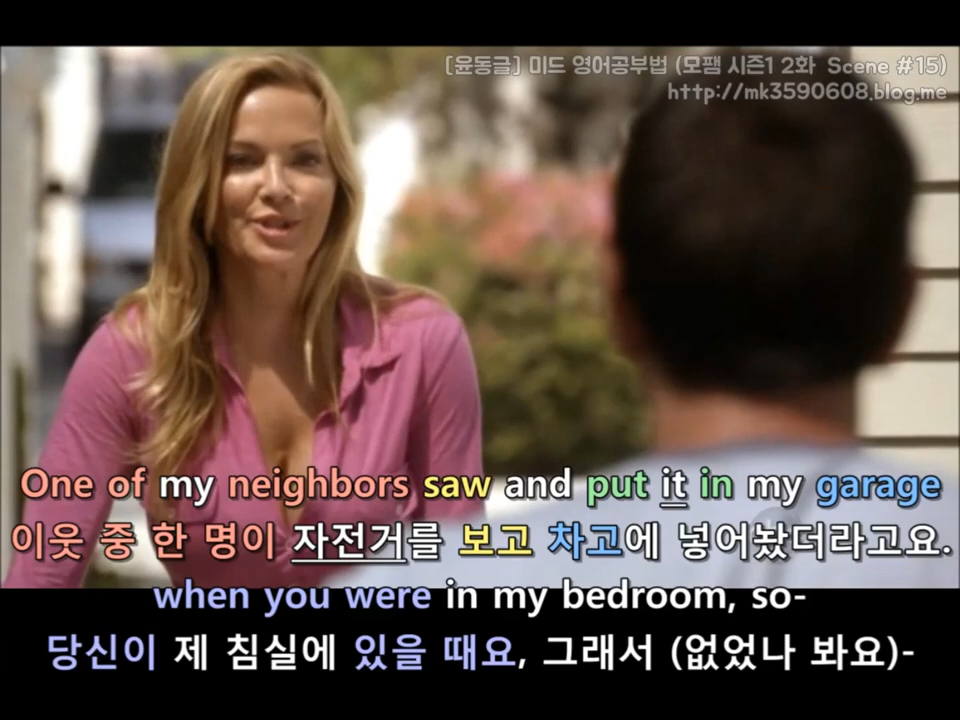 [윤동글] 미드 영어공부법 (모팸 시즌1 2화 Scene #15)
http://mk3590608.blog.me
One of my neighbors saw and put it in my garage
이웃 중 한 명이 자전거를 보고 차고에 넣어놨더라고요.
when you were in my bedroom, so-
당신이 제 침실에 있을 때요, 그래서 (없었나 봐요)-